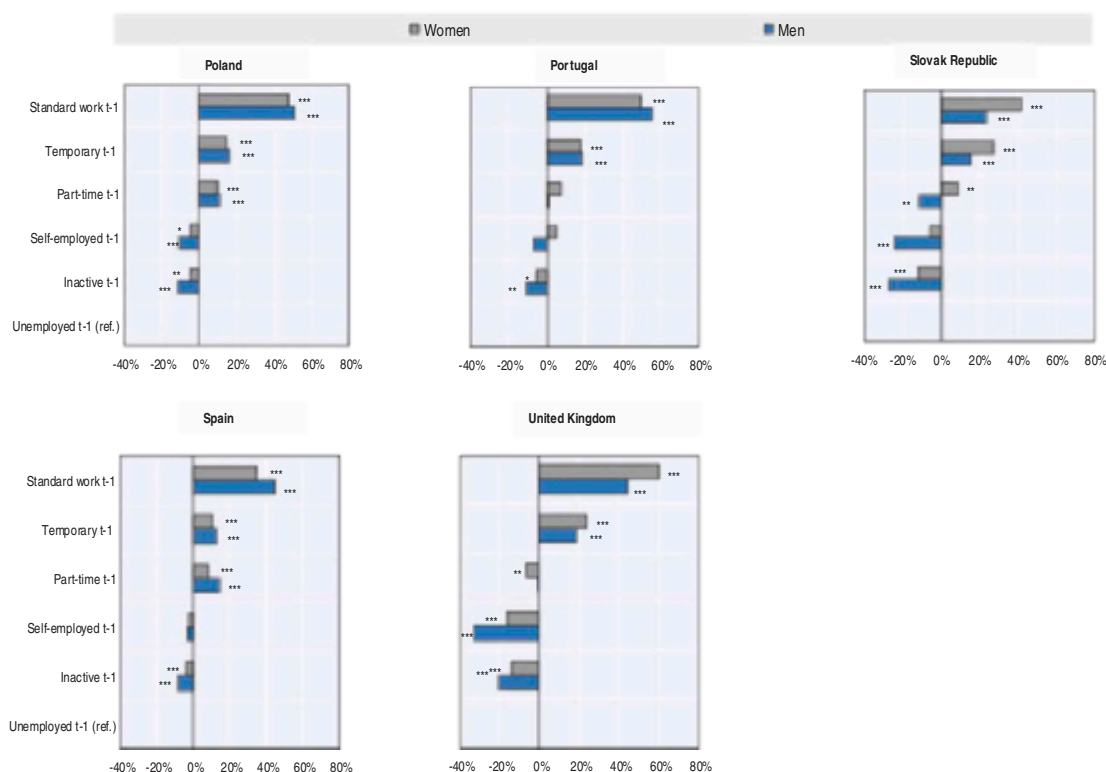 Women Men
Poland Portugal Slovak Republic
Standard work t-1 *** *** *** *** *** ***
Temporary t-1 *** *** *** *** *** ***
Part-time t-1 *** *** ** **
Self-employed t-1 * *** ***
Inactive t-1 ** *** * ** *** ***
Unemployed t-1 (ref.)
-40% -20% 0% 20% 40% 60% 80% -40% -20% 0% 20% 40% 60% 80% -40% -20% 0% 20% 40% 60% 80%
Spain United Kingdom
Standard work t-1 *** *** *** ***
Temporary t-1 *** *** *** ***
Part-time t-1 *** *** **
Self-employed t-1 *** ***
Inactive t-1 *** *** *** ***
Unemployed t-1 (ref.)
-40% -20% 0% 20% 40% 60% 80% -40% -20% 0% 20% 40% 60% 80%